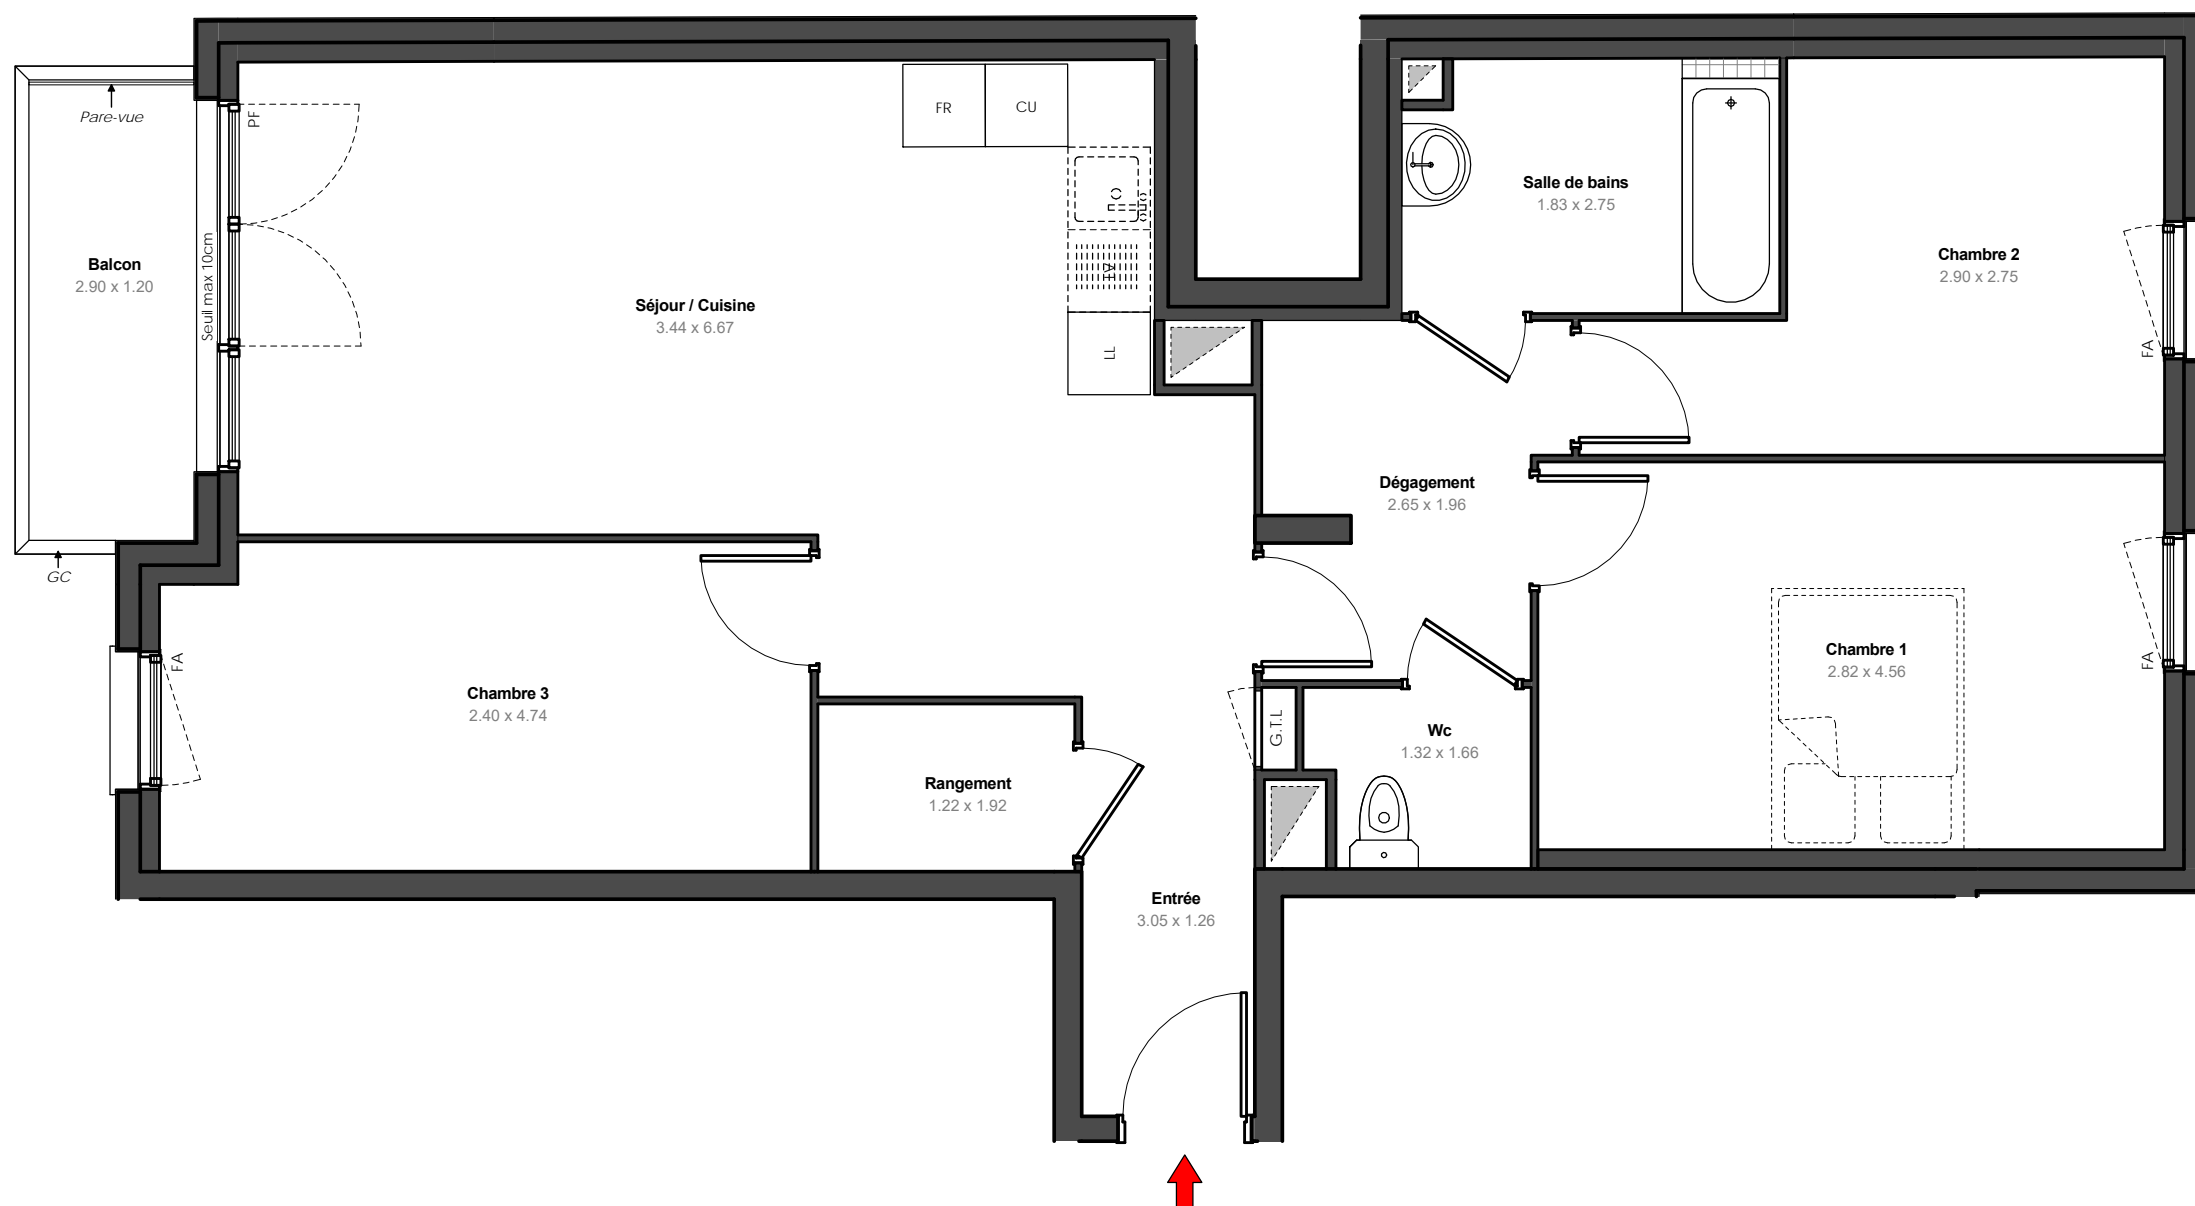 Pare-vue
PF
FR
CU
Salle de bains
1.83 x 2.75
Balcon
2.90 x 1.20
Seuil max 10cm
Séjour / Cuisine
3.44 x 6.67
LV
LL
Chambre 2
2.90 x 2.75
FA
Dégagement
2.65 x 1.96
GC
FA
Chambre 3
2.40 x 4.74
Rangement
1.22 x 1.92
G.T.L
Wc
1.32 x 1.66
Chambre 1
2.82 x 4.56
FA
Entrée
3.05 x 1.26